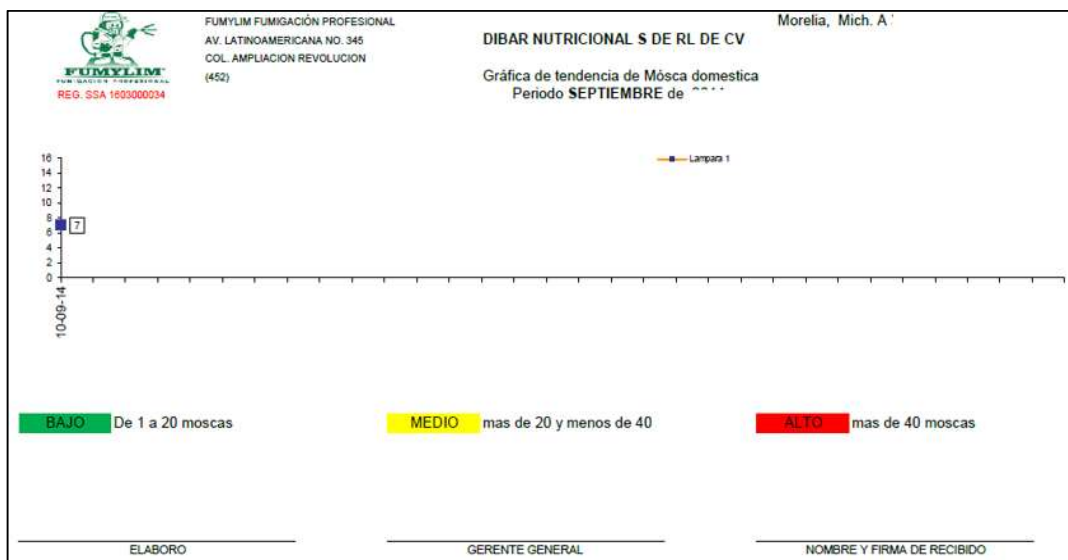 FUMYLIM
FUMIGACIÓN PROFESIONAL
REG. SSA 1603000034
FUMYLIM FUMIGACIÓN PROFESIONAL
AV. LATINOAMERICANA NO. 345
COL. AMPLIACION REVOLUCION
(452)
Morelia, Mich. A
DIBAR NUTRICIONAL S DE RL DE CV
Gráfica de tendencia de Mósca domestica
Periodo SEPTIEMBRE de
Lampara 1
16
14
12
10
8
6
4
2
0
7
10-09-14
BAJO De 1 a 20 moscas
MEDIO mas de 20 y menos de 40
ALTO mas de 40 moscas
ELABORO
GERENTE GENERAL
NOMBRE Y FIRMA DE RECIBIDO